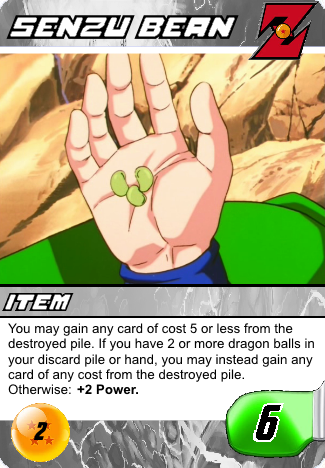 SENZU BEAN
ITEM
You may gain any card of cost 5 or less from the
destroyed pile. If you have 2 or more dragon balls in
your discard pile or hand, you may instead gain any
card of any cost from the destroyed pile.
Otherwise: +2 Power.
2
6